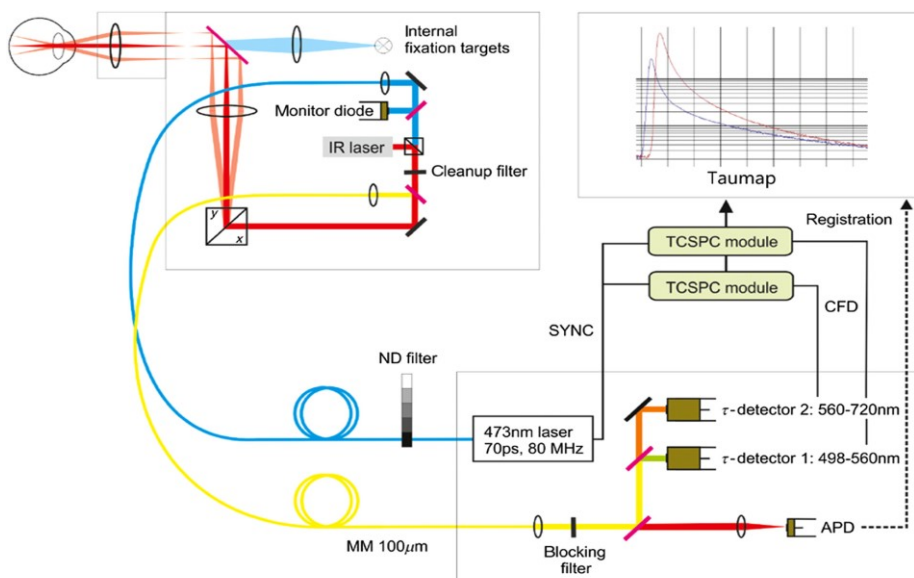 Internal
fixation targets
Monitor diode
IR laser
Cleanup filter
y
x
Taumap
Registration
TCSPC module
TCSPC module
SYNC
CFD
ND filter
473nm laser
70ps, 80 MHz
τ-detector 2: 560-720nm
τ-detector 1: 498-560nm
MM 100μm
Blocking
filter
APD